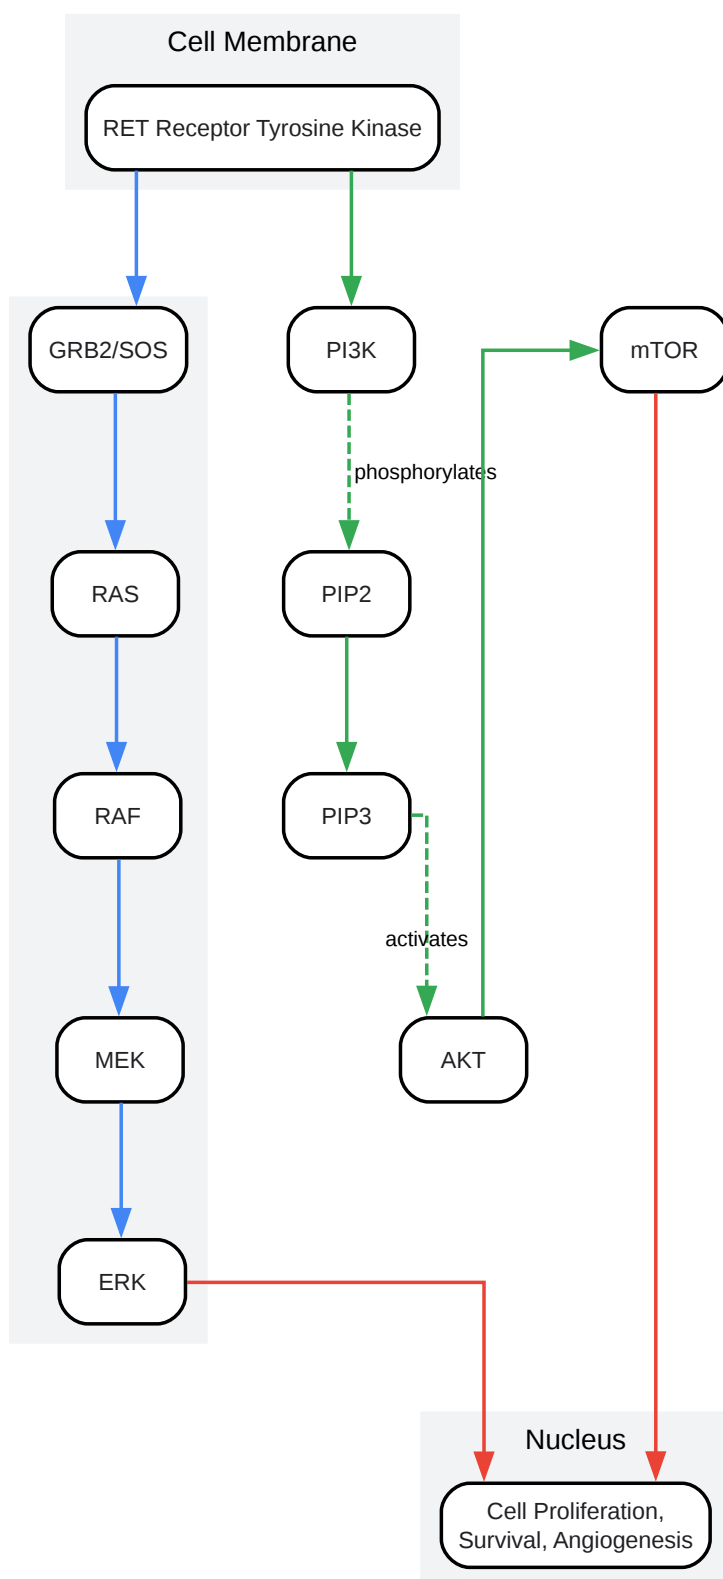 Cell Membrane
RET Receptor Tyrosine Kinase
GRB2/SOS
PI3K
mTOR
phosphorylates
RAS
PIP2
RAF
PIP3
activates
MEK
AKT
ERK
Nucleus
Cell Proliferation,
Survival, Angiogenesis